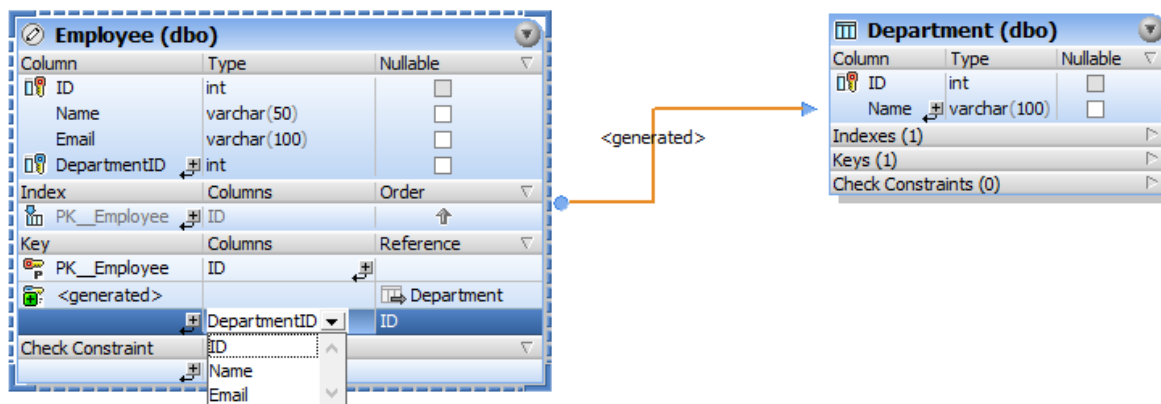 Employee (dbo)
Column Type Nullable
ID int
Name varchar(50)
Email varchar(100)
DepartmentID int
Index Columns Order
PK__Employee ID
Key Columns Reference
PK__Employee ID
<generated> Department
DepartmentID ID
Check Constraint
ID
Name
Email
<generated>
Department (dbo)
Column Type Nullable
ID int
Name varchar(100)
Indexes (1)
Keys (1)
Check Constraints (0)